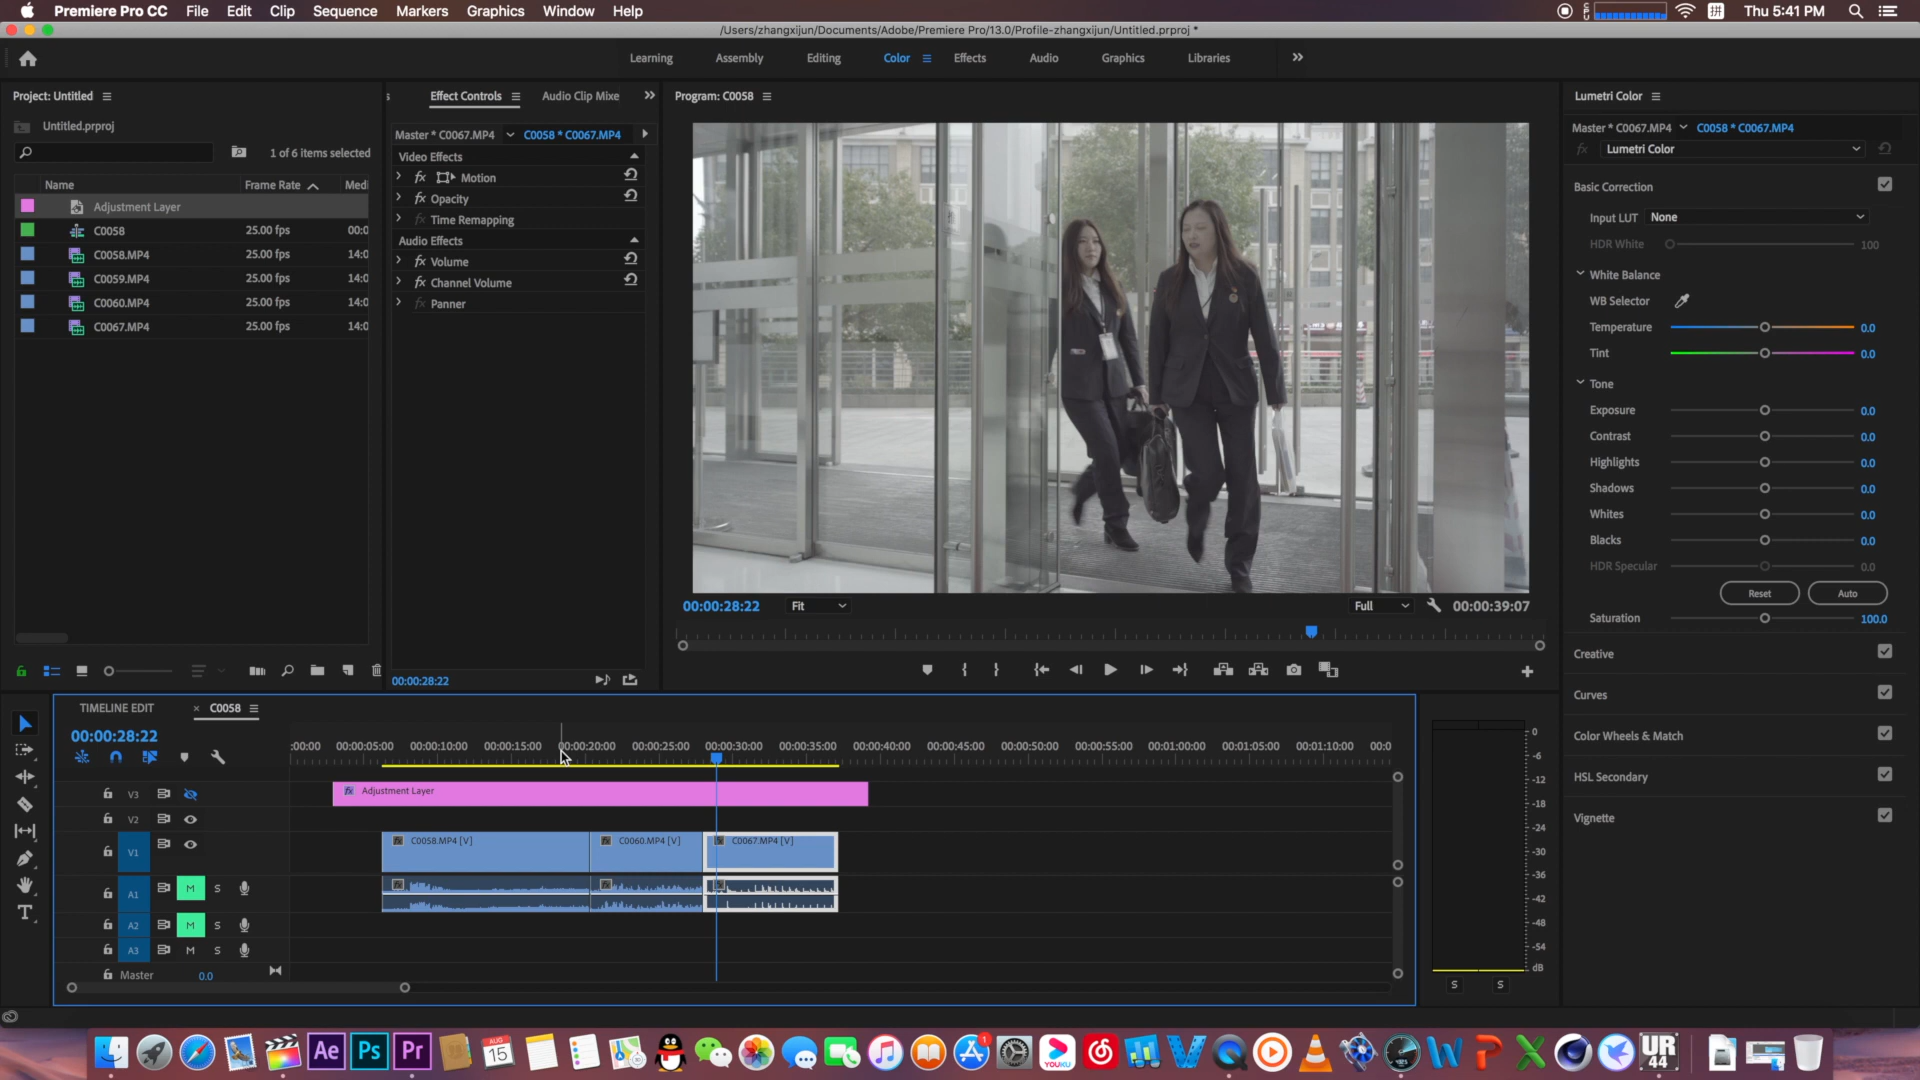 Premiere Pro CC File Edit Clip Sequence Markers Graphics Window Help Thu 5:41 PM
/Users/zhangxijun/Documents/Adobe/Premiere Pro/13.0/Profile-zhangxijun/Untitled.prproj *
Learning Assembly Editing Color Effects Audio Graphics Libraries
Project: Untitled
Untitled.prproj
1 of 6 items selected
Name Frame Rate Medi
Adjustment Layer
C0058 25.00 fps 00:0
C0058.MP4 25.00 fps 14:0
C0059.MP4 25.00 fps 14:0
C0060.MP4 25.00 fps 14:0
C0067.MP4 25.00 fps 14:0
Effect Controls Audio Clip Mixe
Master * C0067.MP4 C0058 * C0067.MP4
Video Effects
fx Motion
fx Opacity
fx Time Remapping
Audio Effects
fx Volume
fx Channel Volume
fx Panner
00:00:28:22
Program: C0058
00:00:28:22 Fit Full 00:00:39:07
Lumetri Color
Master * C0067.MP4 C0058 * C0067.MP4
fx Lumetri Color
Basic Correction
Input LUT None
HDR White 100
White Balance
WB Selector
Temperature 0.0
Tint 0.0
Tone
Exposure 0.0
Contrast 0.0
Highlights 0.0
Shadows 0.0
Whites 0.0
Blacks 0.0
HDR Specular 0.0
Reset Auto
Saturation 100.0
Creative
Curves
Color Wheels & Match
HSL Secondary
Vignette
TIMELINE EDIT × C0058
00:00:28:22
:00:00 00:00:05:00 00:00:10:00 00:00:15:00 00:00:20:00 00:00:25:00 00:00:30:00 00:00:35:00 00:00:40:00 00:00:45:00 00:00:50:00 00:00:55:00 00:01:00:00 00:01:05:00 00:01:10:00 00:0
V3 fx Adjustment Layer
V2
V1 C0058.MP4 [V] C0060.MP4 [V] C0067.MP4 [V]
A1 M S
A2 M S
A3 M S
Master 0.0
0
-6
-12
-18
-24
-30
-36
-42
-48
-54
dB
S S
Ae Ps Pr AUG 15 YOUKU 1 UR 44